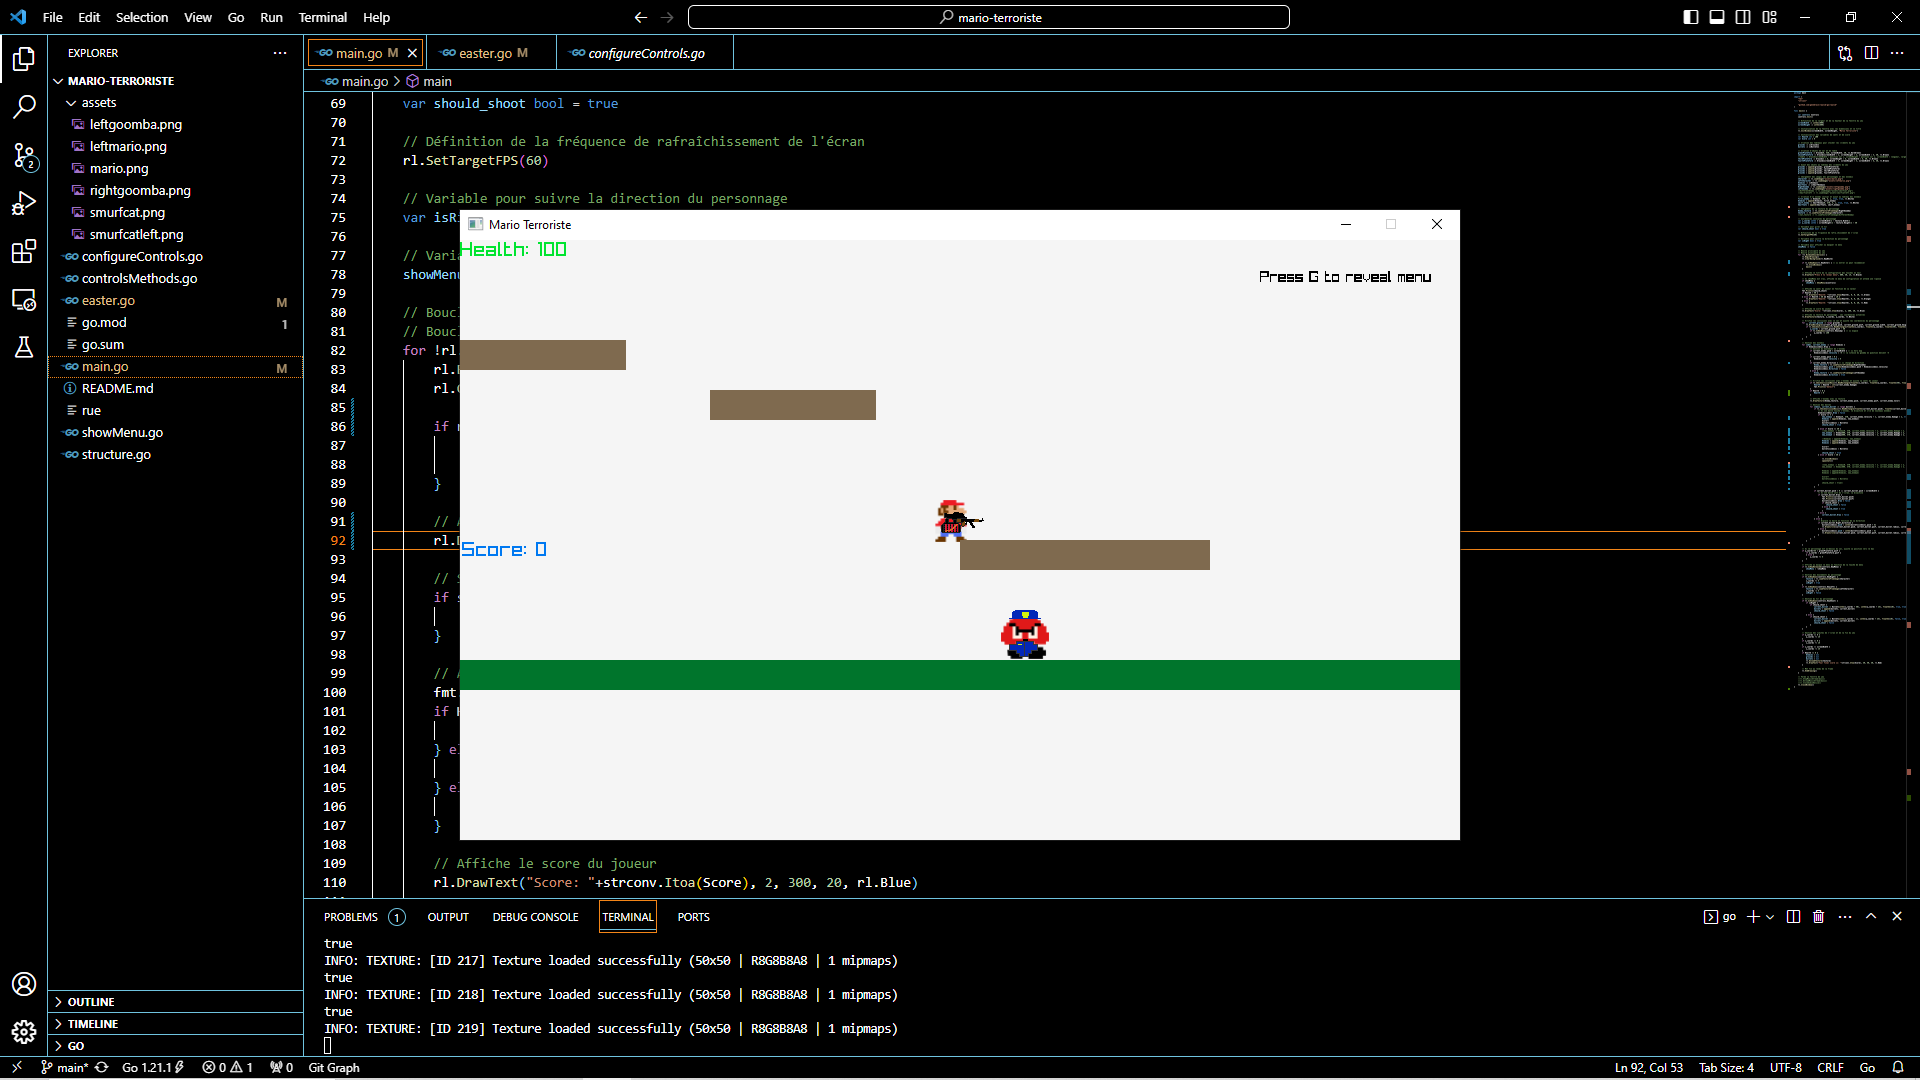 File Edit Selection View Go Run Terminal Help
mario-terroriste
EXPLORER
MARIO-TERRORISTE
assets
leftgoomba.png
leftmario.png
mario.png
rightgoomba.png
smurfcat.png
smurfcatleft.png
configureControls.go
controlsMethods.go
easter.go M
go.mod 1
go.sum
main.go M
README.md
rue
showMenu.go
structure.go
OUTLINE
TIMELINE
GO
main.go M
easter.go M
configureControls.go
main.go > main
69 var should_shoot bool = true
70
71 // Définition de la fréquence de rafraîchissement de l'écran
72 rl.SetTargetFPS(60)
73
74 // Variable pour suivre la direction du personnage
75 var isRi
76
77 // Varia
78 showMenu
79
80 // Bouc
81 // Bouc
82 for !rl
83 rl.
84 rl.
85
86 if
87
88
89 }
90
91 //
92 rl.
93
94 //
95 if s
96
97 }
98
99 //
100 fmt
101 if
102
103 } el
104
105 } el
106
107 }
108
109 // Affiche le score du joueur
110 rl.DrawText("Score: "+strconv.Itoa(Score), 2, 300, 20, rl.Blue)
Mario Terroriste
Health: 100
Press G to reveal menu
Score: 0
PROBLEMS 1 OUTPUT DEBUG CONSOLE TERMINAL PORTS
go
true
INFO: TEXTURE: [ID 217] Texture loaded successfully (50x50 | R8G8B8A8 | 1 mipmaps)
true
INFO: TEXTURE: [ID 218] Texture loaded successfully (50x50 | R8G8B8A8 | 1 mipmaps)
true
INFO: TEXTURE: [ID 219] Texture loaded successfully (50x50 | R8G8B8A8 | 1 mipmaps)
main* Go 1.21.1 0 1 0 Git Graph
Ln 92, Col 53 Tab Size: 4 UTF-8 CRLF Go